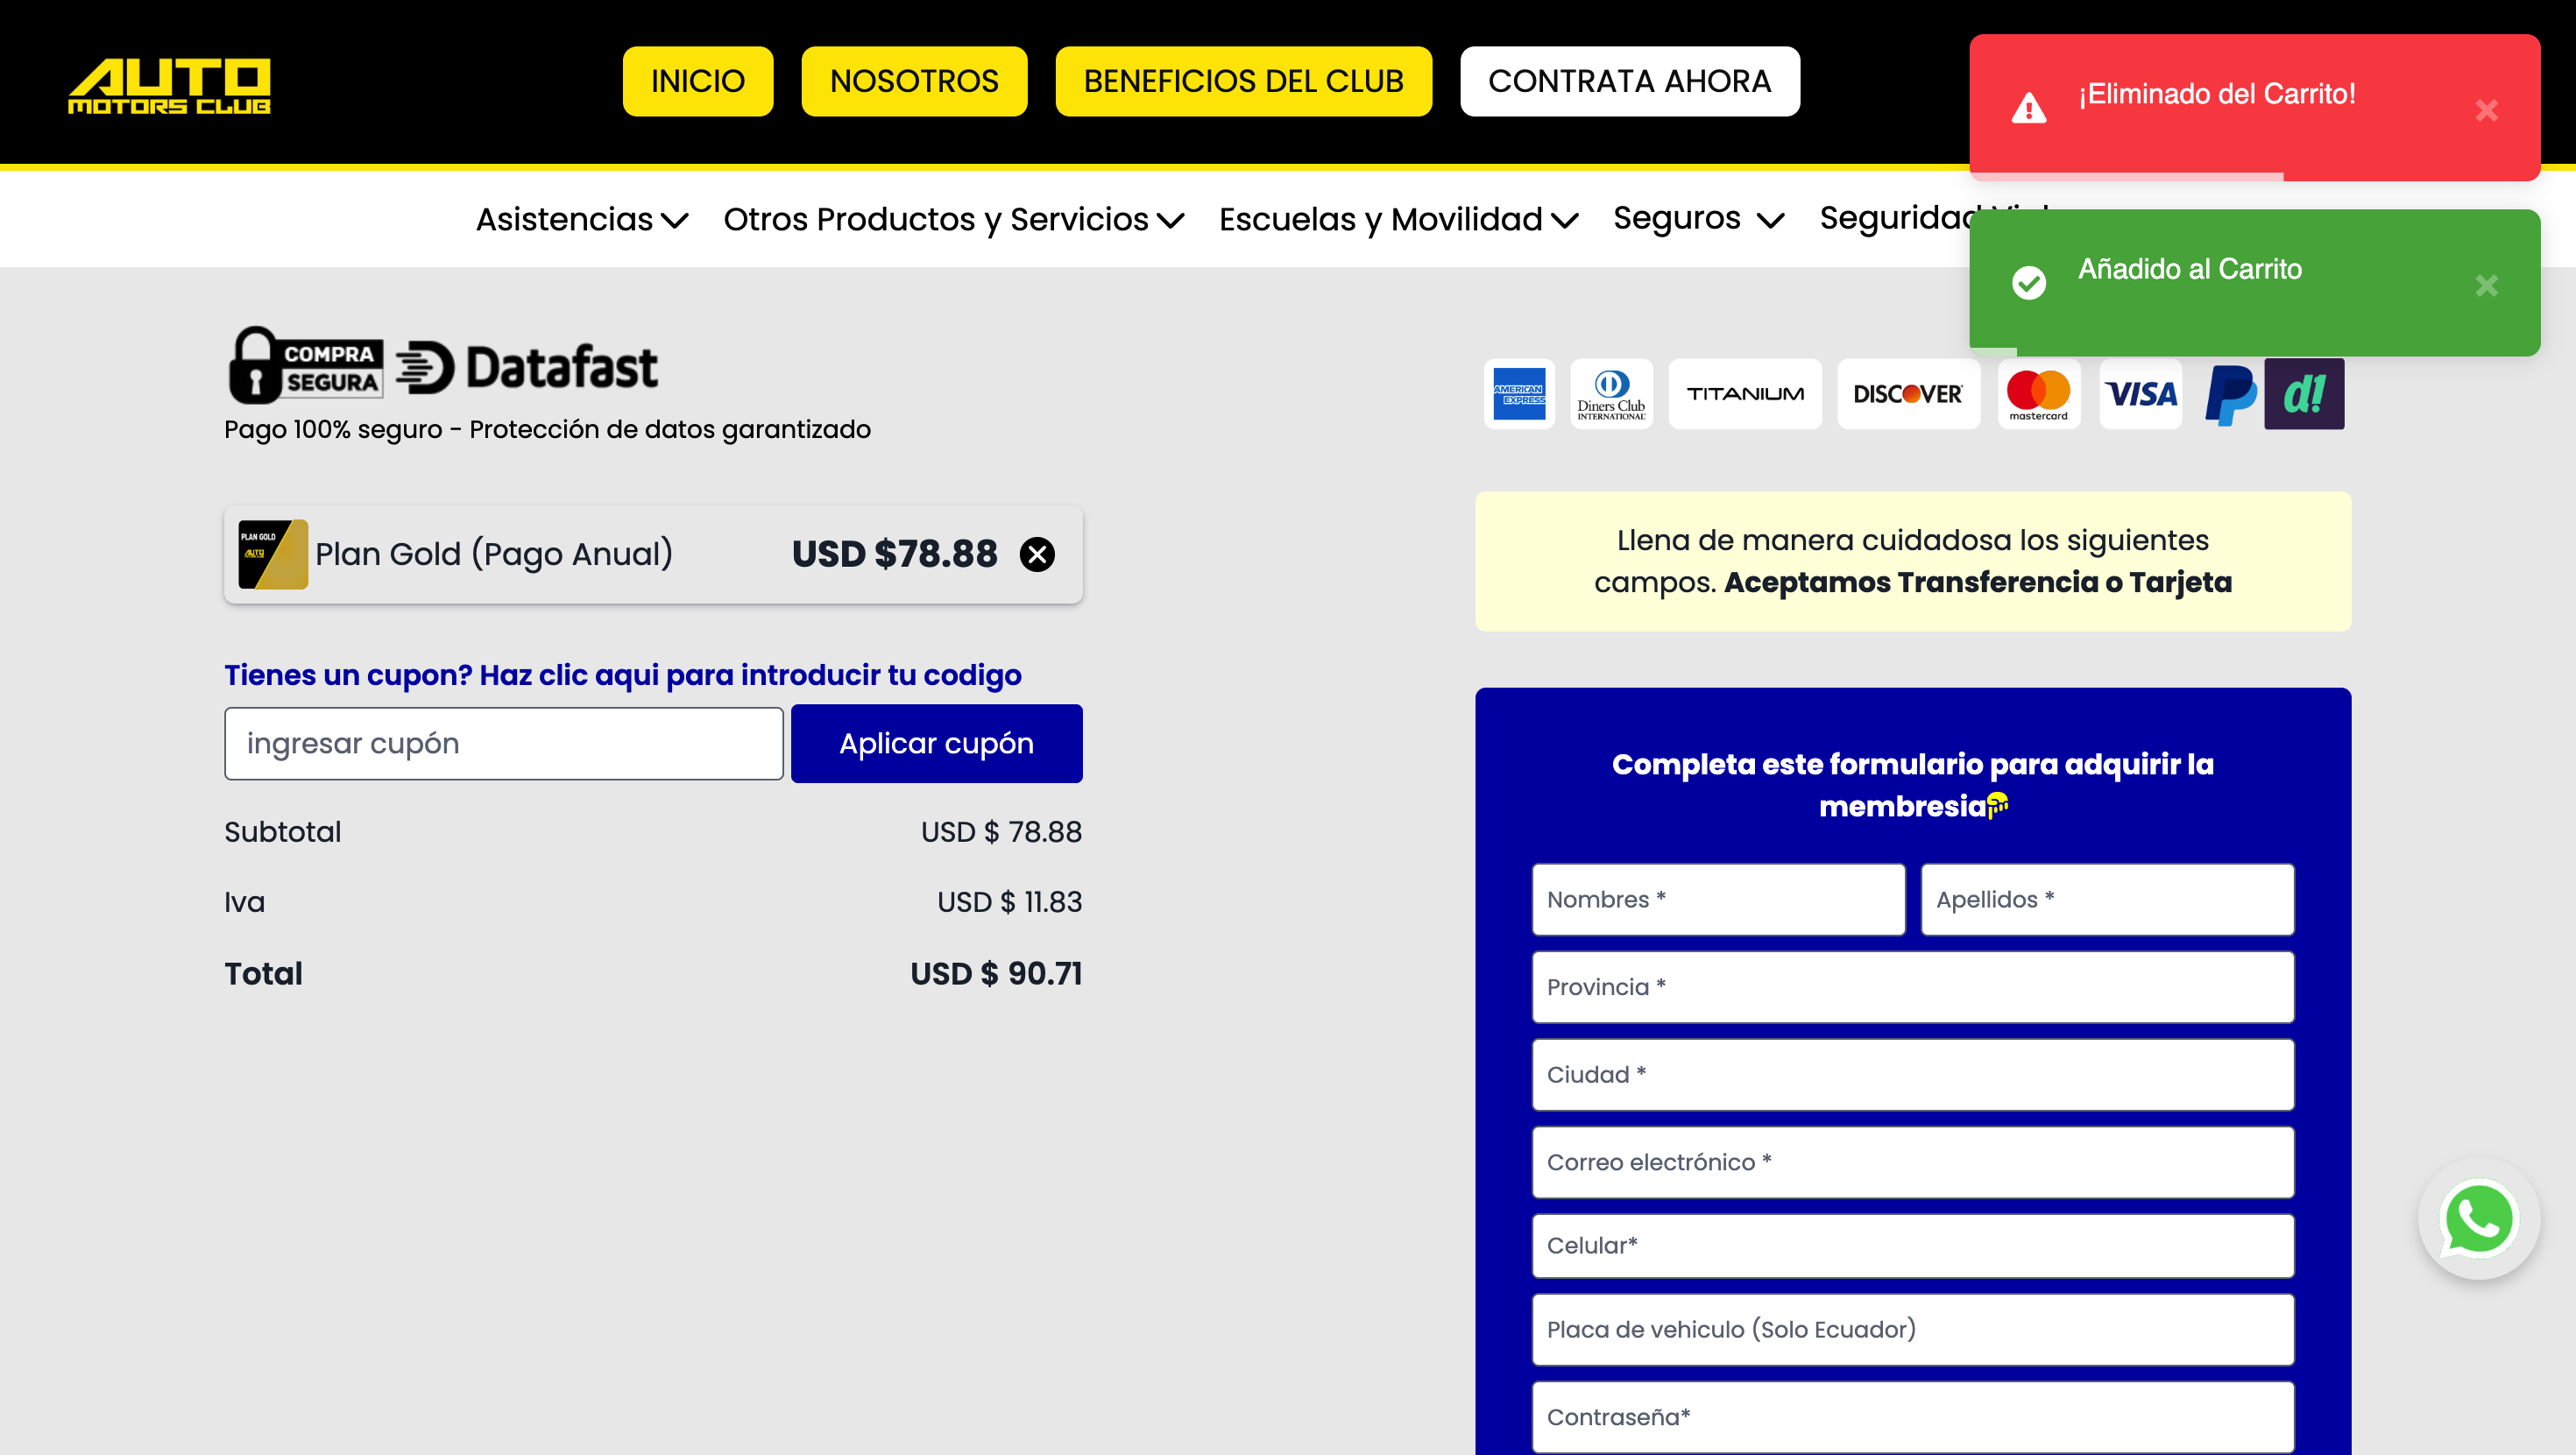 AUTO
MOTORS CLUB
INICIO
NOSOTROS
BENEFICIOS DEL CLUB
CONTRATA AHORA
¡Eliminado del Carrito!
Añadido al Carrito
Asistencias
Otros Productos y Servicios
Escuelas y Movilidad
Seguros
Seguridad
COMPRA
SEGURA
Datafast
Pago 100% seguro - Protección de datos garantizado
AMERICAN
EXPRESS
Diners Club
INTERNATIONAL
TITANIUM
DISCOVER
mastercard
VISA
P
d!
PLAN GOLD
AUTO
Plan Gold (Pago Anual)
USD $78.88
Tienes un cupon? Haz clic aqui para introducir tu codigo
ingresar cupón
Aplicar cupón
Subtotal
USD $ 78.88
Iva
USD $ 11.83
Total
USD $ 90.71
Llena de manera cuidadosa los siguientes
campos. Aceptamos Transferencia o Tarjeta
Completa este formulario para adquirir la
membresia
Nombres *
Apellidos *
Provincia *
Ciudad *
Correo electrónico *
Celular*
Placa de vehiculo (Solo Ecuador)
Contraseña*